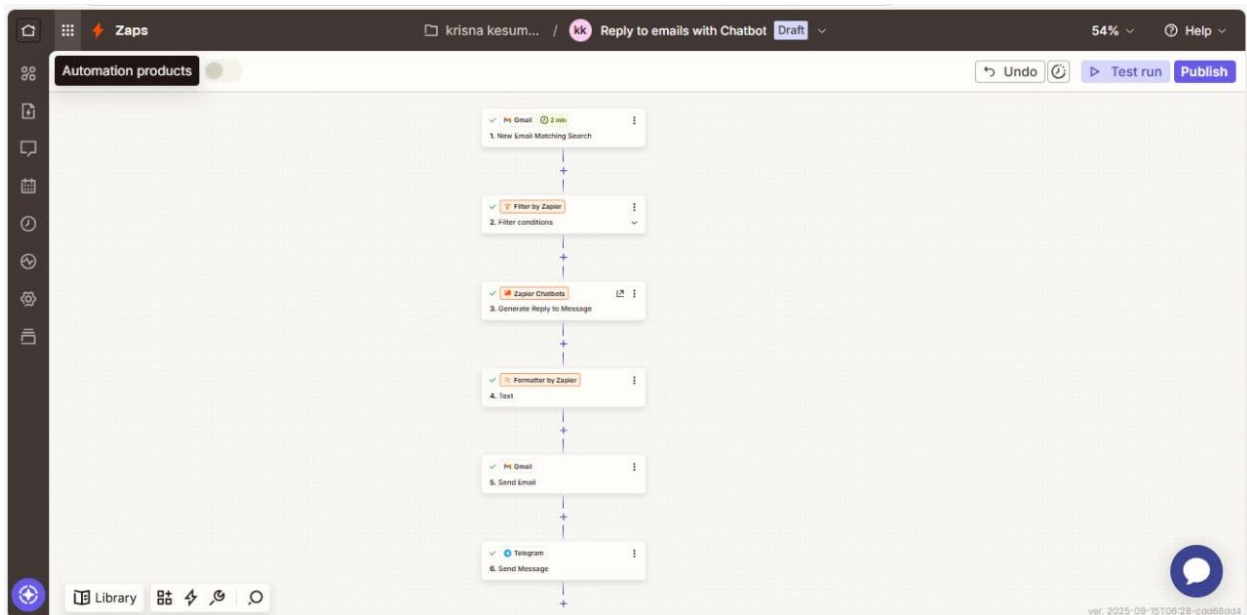 Zaps
krisna kesum... / kk Reply to emails with Chatbot Draft
54%
Help
Automation products
Undo
Test run
Publish
Gmail 2 min
1. New Email Matching Search
Filter by Zapier
2. Filter conditions
Zapier Chatbots
3. Generate Reply to Message
Formatter by Zapier
4. Text
Gmail
5. Send Email
Telegram
6. Send Message
Library
ver. 2025-09-15T06:28-cdd68dd4